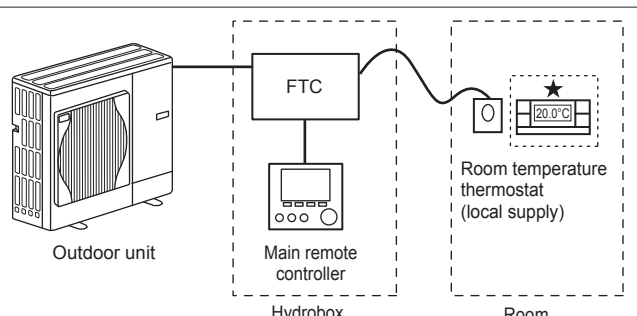 FTC
★
20.0°C
Room temperature
thermostat
(local supply)
Outdoor unit
Main remote
controller
Hydrobox
Room